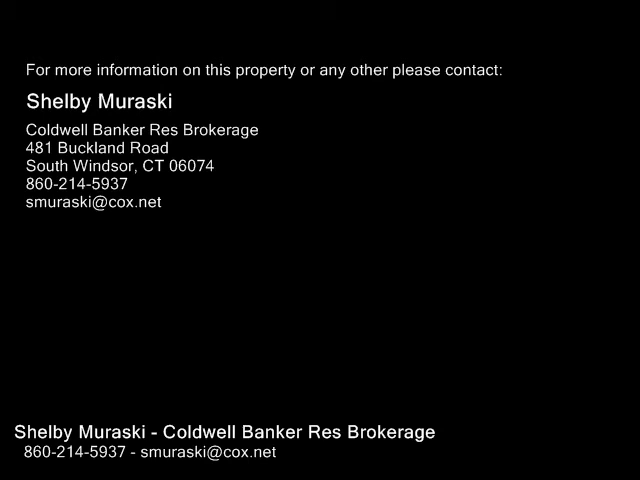 For more information on this property or any other please contact:
Shelby Muraski
Coldwell Banker Res Brokerage
481 Buckland Road
South Windsor, CT 06074
860-214-5937
smuraski@cox.net
Shelby Muraski - Coldwell Banker Res Brokerage
860-214-5937 - smuraski@cox.net